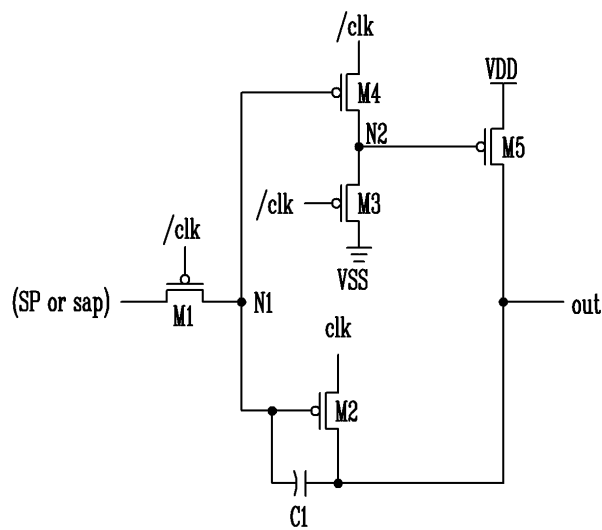 /clk
VDD
M4
N2
M5
/clk
M3
/clk
VSS
(SP or sap)
M1
N1
out
clk
M2
C1